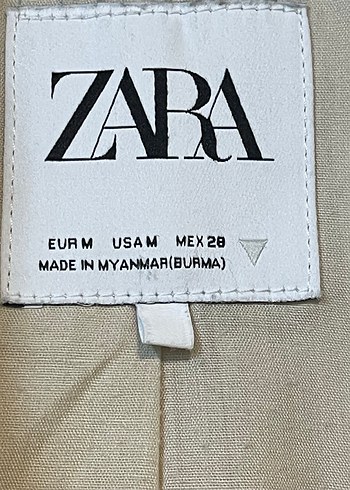 ZARA
EUR M USA M MEX 28
MADE IN MYANMAR(BURMA)